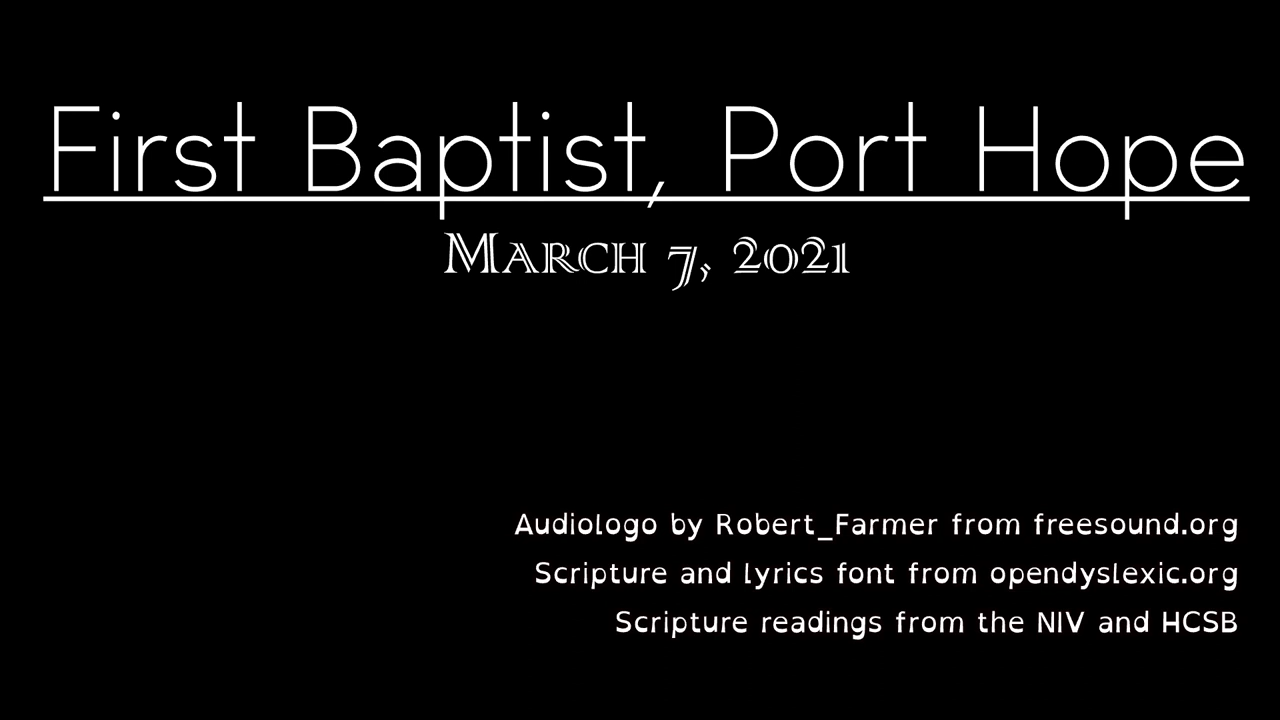 First Baptist, Port Hope
March 7, 2021
Audiologo by Robert_Farmer from freesound.org
Scripture and lyrics font from opendyslexic.org
Scripture readings from the NIV and HCSB